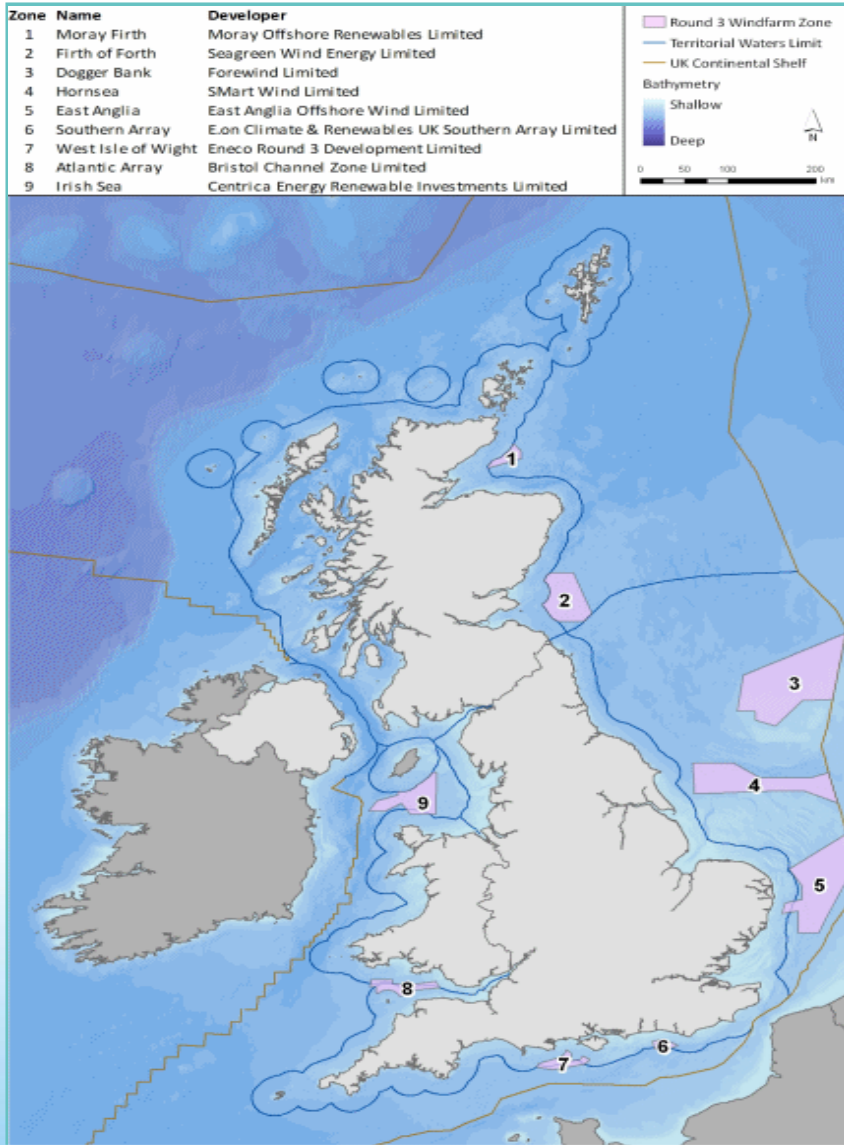 Zone Name Developer
1 Moray Firth Moray Offshore Renewables Limited
2 Firth of Forth Seagreen Wind Energy Limited
3 Dogger Bank Forewind Limited
4 Hornsea SMart Wind Limited
5 East Anglia East Anglia Offshore Wind Limited
6 Southern Array E.on Climate & Renewables UK Southern Array Limited
7 West Isle of Wight Eneco Round 3 Development Limited
8 Atlantic Array Bristol Channel Zone Limited
9 Irish Sea Centrica Energy Renewable Investments Limited
Round 3 Windfarm Zone
Territorial Waters Limit
UK Continental Shelf
Bathymetry
Shallow
Deep
N
0 50 100 200
km
1
2
3
4
9
5
8
6
7